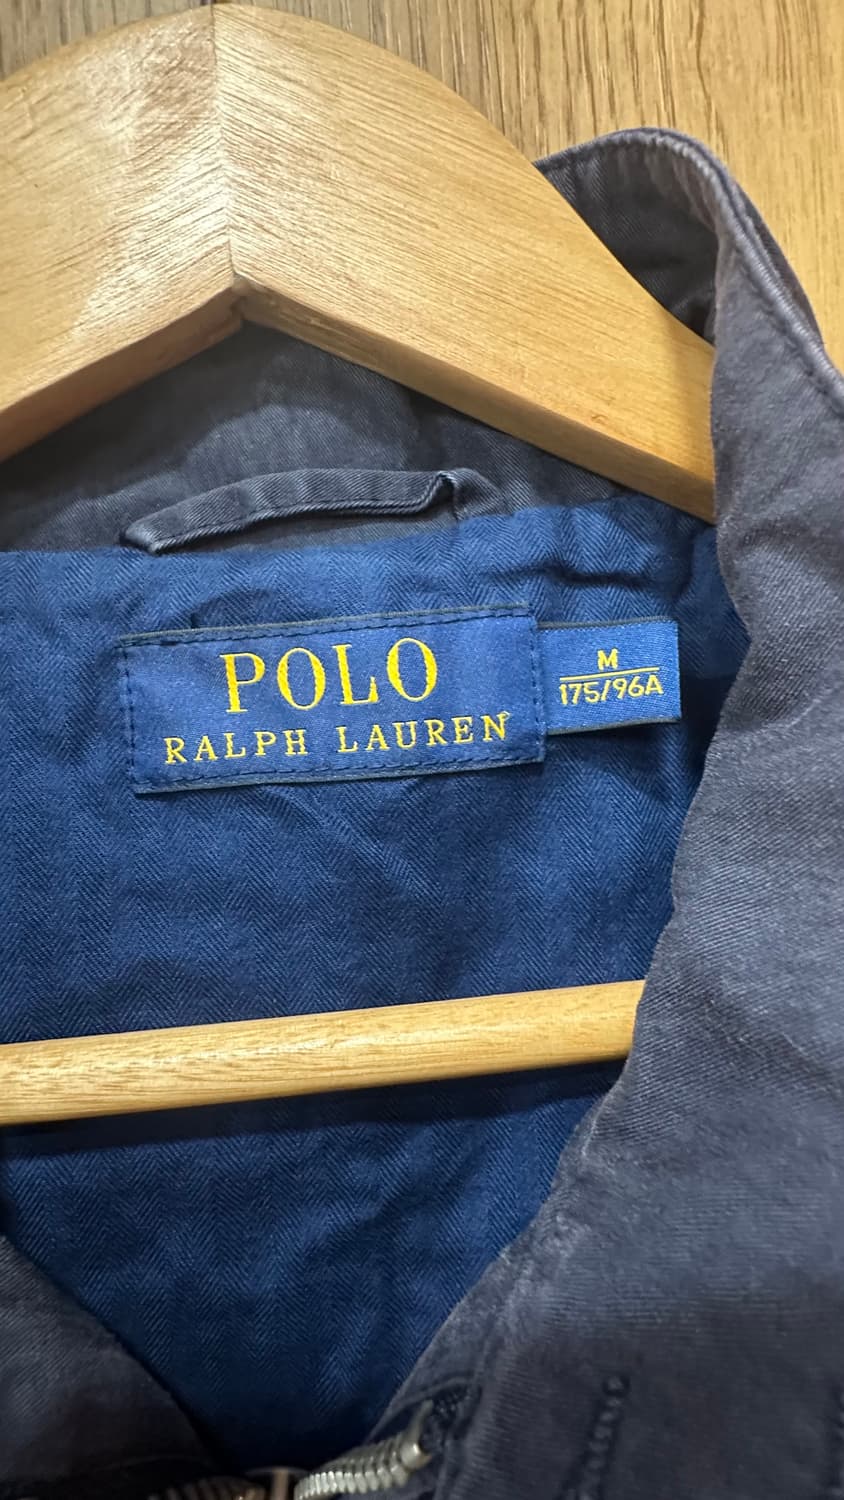 POLO
RALPH LAUREN
M
175/96A